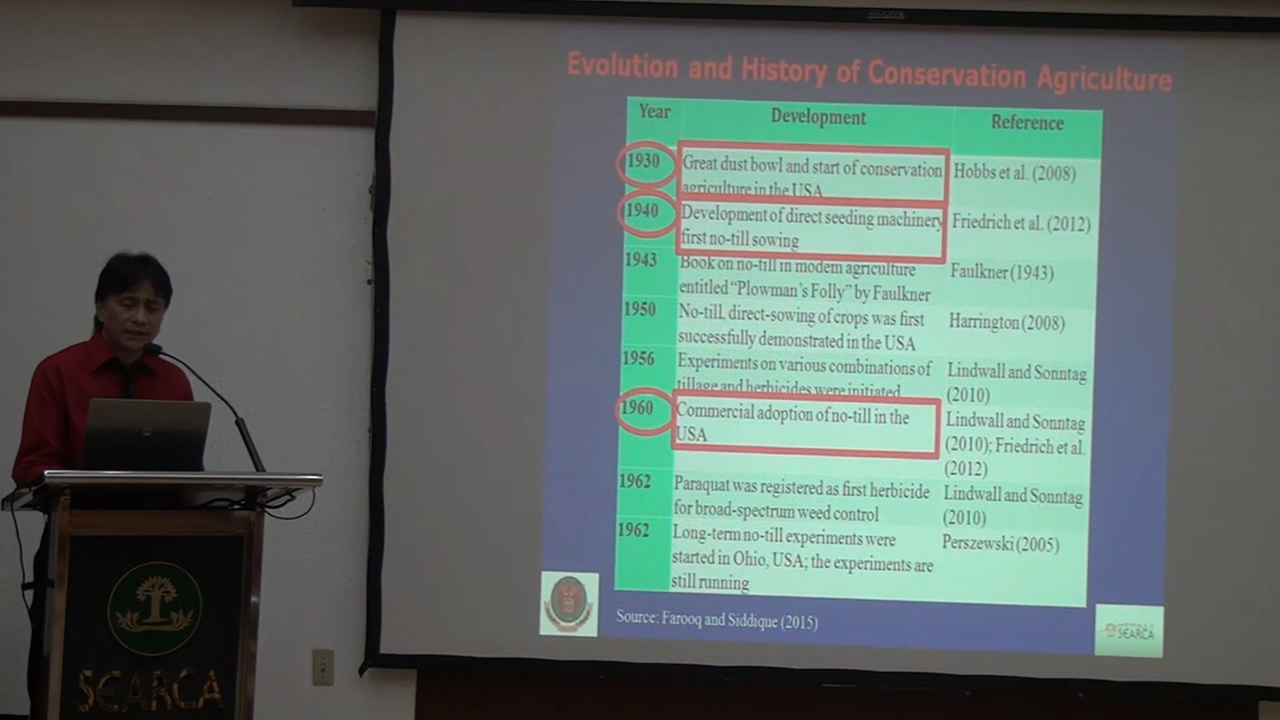 Evolution and History of Conservation Agriculture
Year Development Reference
1930 Great dust bowl and start of conservation agriculture in the USA Hobbs et al. (2008)
1940 Development of direct seeding machinery first no-till sowing Friedrich et al. (2012)
1943 Book on no-till in modern agriculture entitled “Plowman’s Folly” by Faulkner Faulkner (1943)
1950 No-till, direct-sowing of crops was first successfully demonstrated in the USA Harrington (2008)
1956 Experiments on various combinations of tillage and herbicides were initiated Lindwall and Sonntag (2010)
1960 Commercial adoption of no-till in the USA Lindwall and Sonntag (2010); Friedrich et al. (2012)
1962 Paraquat was registered as first herbicide for broad-spectrum weed control Lindwall and Sonntag (2010)
1962 Long-term no-till experiments were started in Ohio, USA; the experiments are still running Perszewski (2005)
Source: Farooq and Siddique (2015)
SEARCA
SEARCA